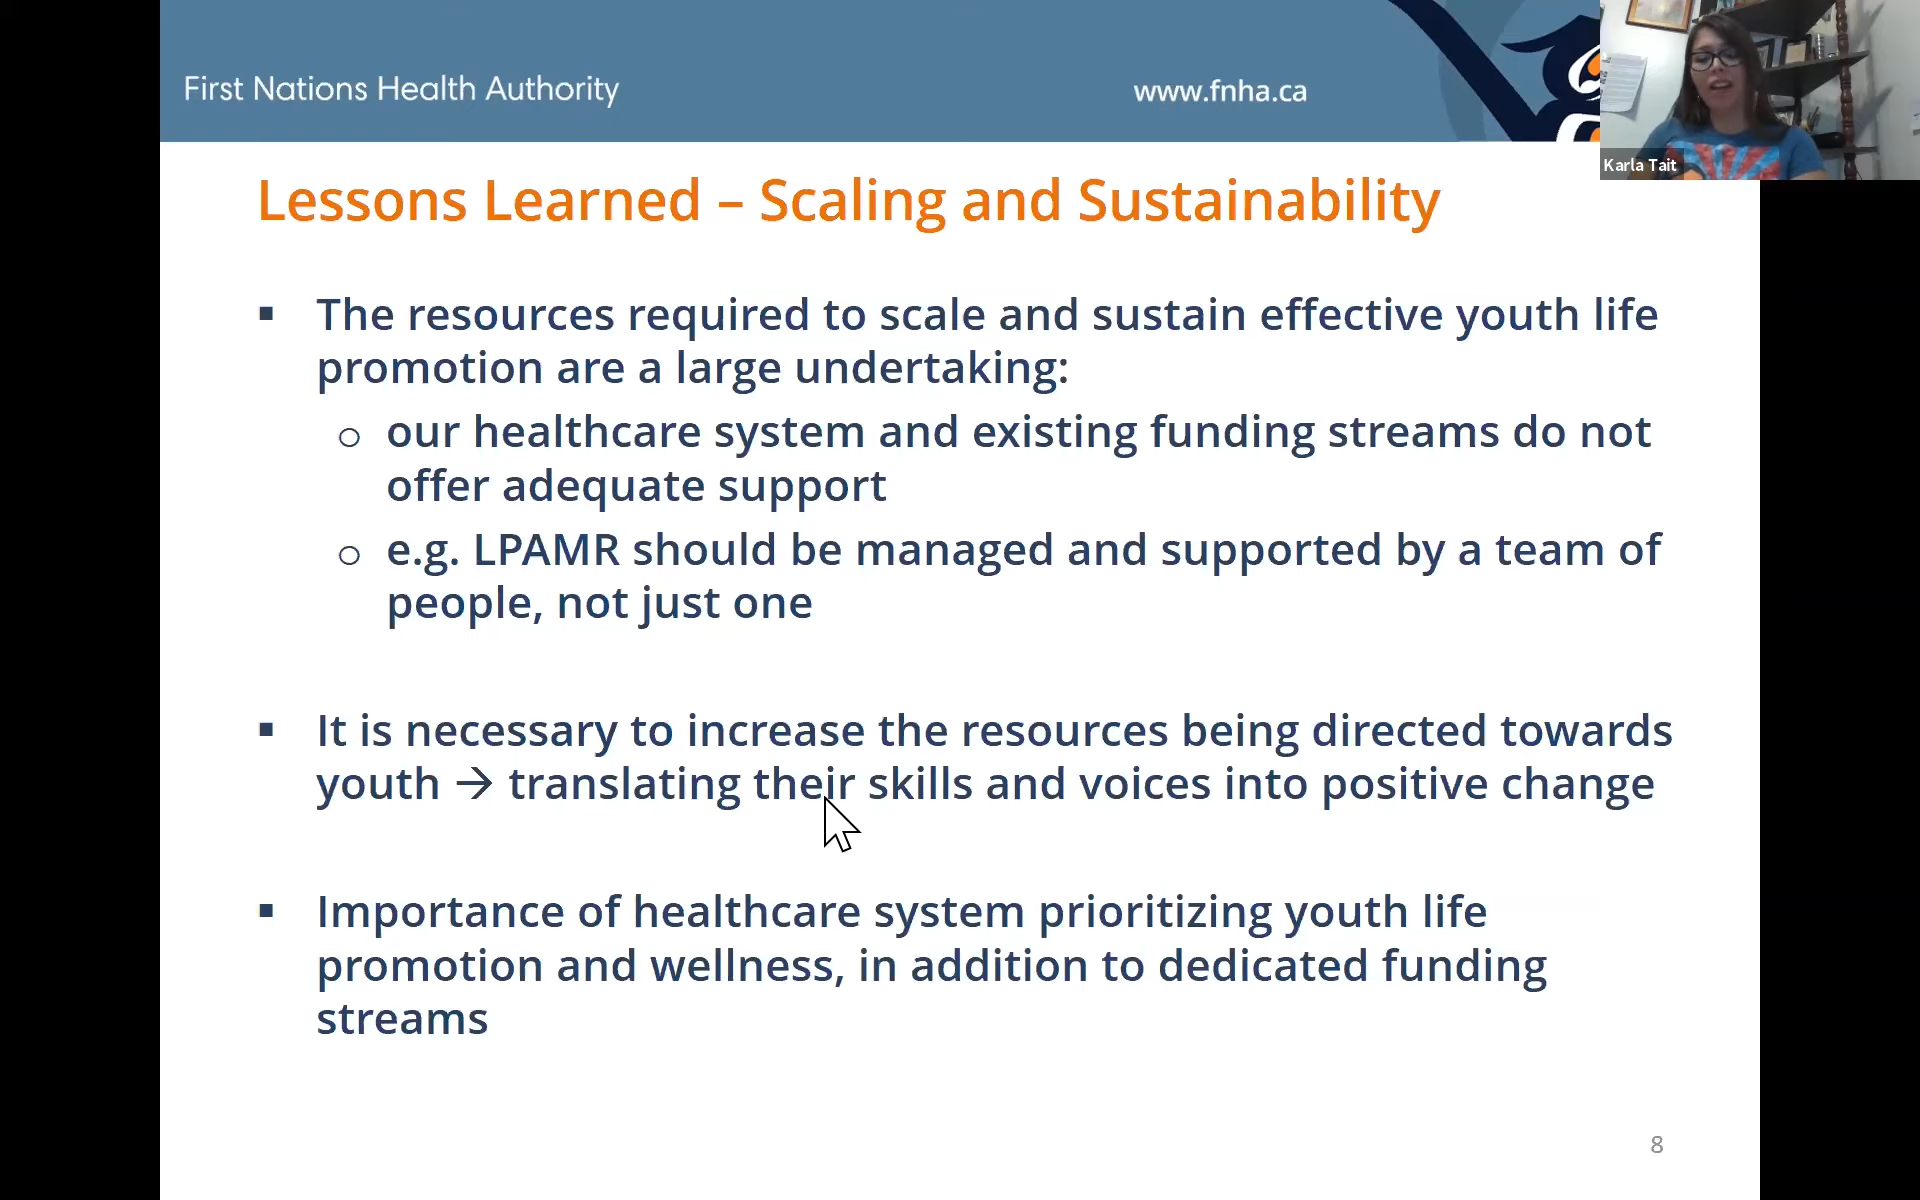 First Nations Health Authority
www.fnha.ca
Karla Tait
Lessons Learned – Scaling and Sustainability
▪ The resources required to scale and sustain effective youth life
promotion are a large undertaking:
o our healthcare system and existing funding streams do not
offer adequate support
o e.g. LPAMR should be managed and supported by a team of
people, not just one
▪ It is necessary to increase the resources being directed towards
youth → translating their skills and voices into positive change
▪ Importance of healthcare system prioritizing youth life
promotion and wellness, in addition to dedicated funding
streams
8